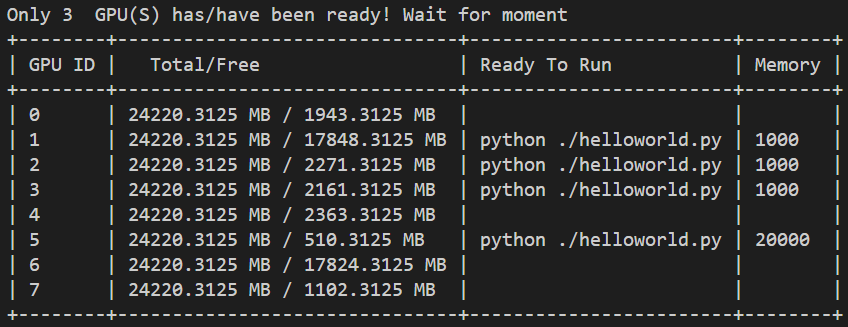 Only 3  GPU(S) has/have been ready! Wait for moment
+--------+-------------------------------+------------------------+--------+
| GPU ID |   Total/Free                  | Ready To Run           | Memory |
+--------+-------------------------------+------------------------+--------+
| 0      | 24220.3125 MB / 1943.3125 MB  |                        |        |
| 1      | 24220.3125 MB / 17848.3125 MB | python ./helloworld.py | 1000   |
| 2      | 24220.3125 MB / 2271.3125 MB  | python ./helloworld.py | 1000   |
| 3      | 24220.3125 MB / 2161.3125 MB  | python ./helloworld.py | 1000   |
| 4      | 24220.3125 MB / 2363.3125 MB  |                        |        |
| 5      | 24220.3125 MB / 510.3125 MB   | python ./helloworld.py | 20000  |
| 6      | 24220.3125 MB / 17824.3125 MB |                        |        |
| 7      | 24220.3125 MB / 1102.3125 MB  |                        |        |
+--------+-------------------------------+------------------------+--------+